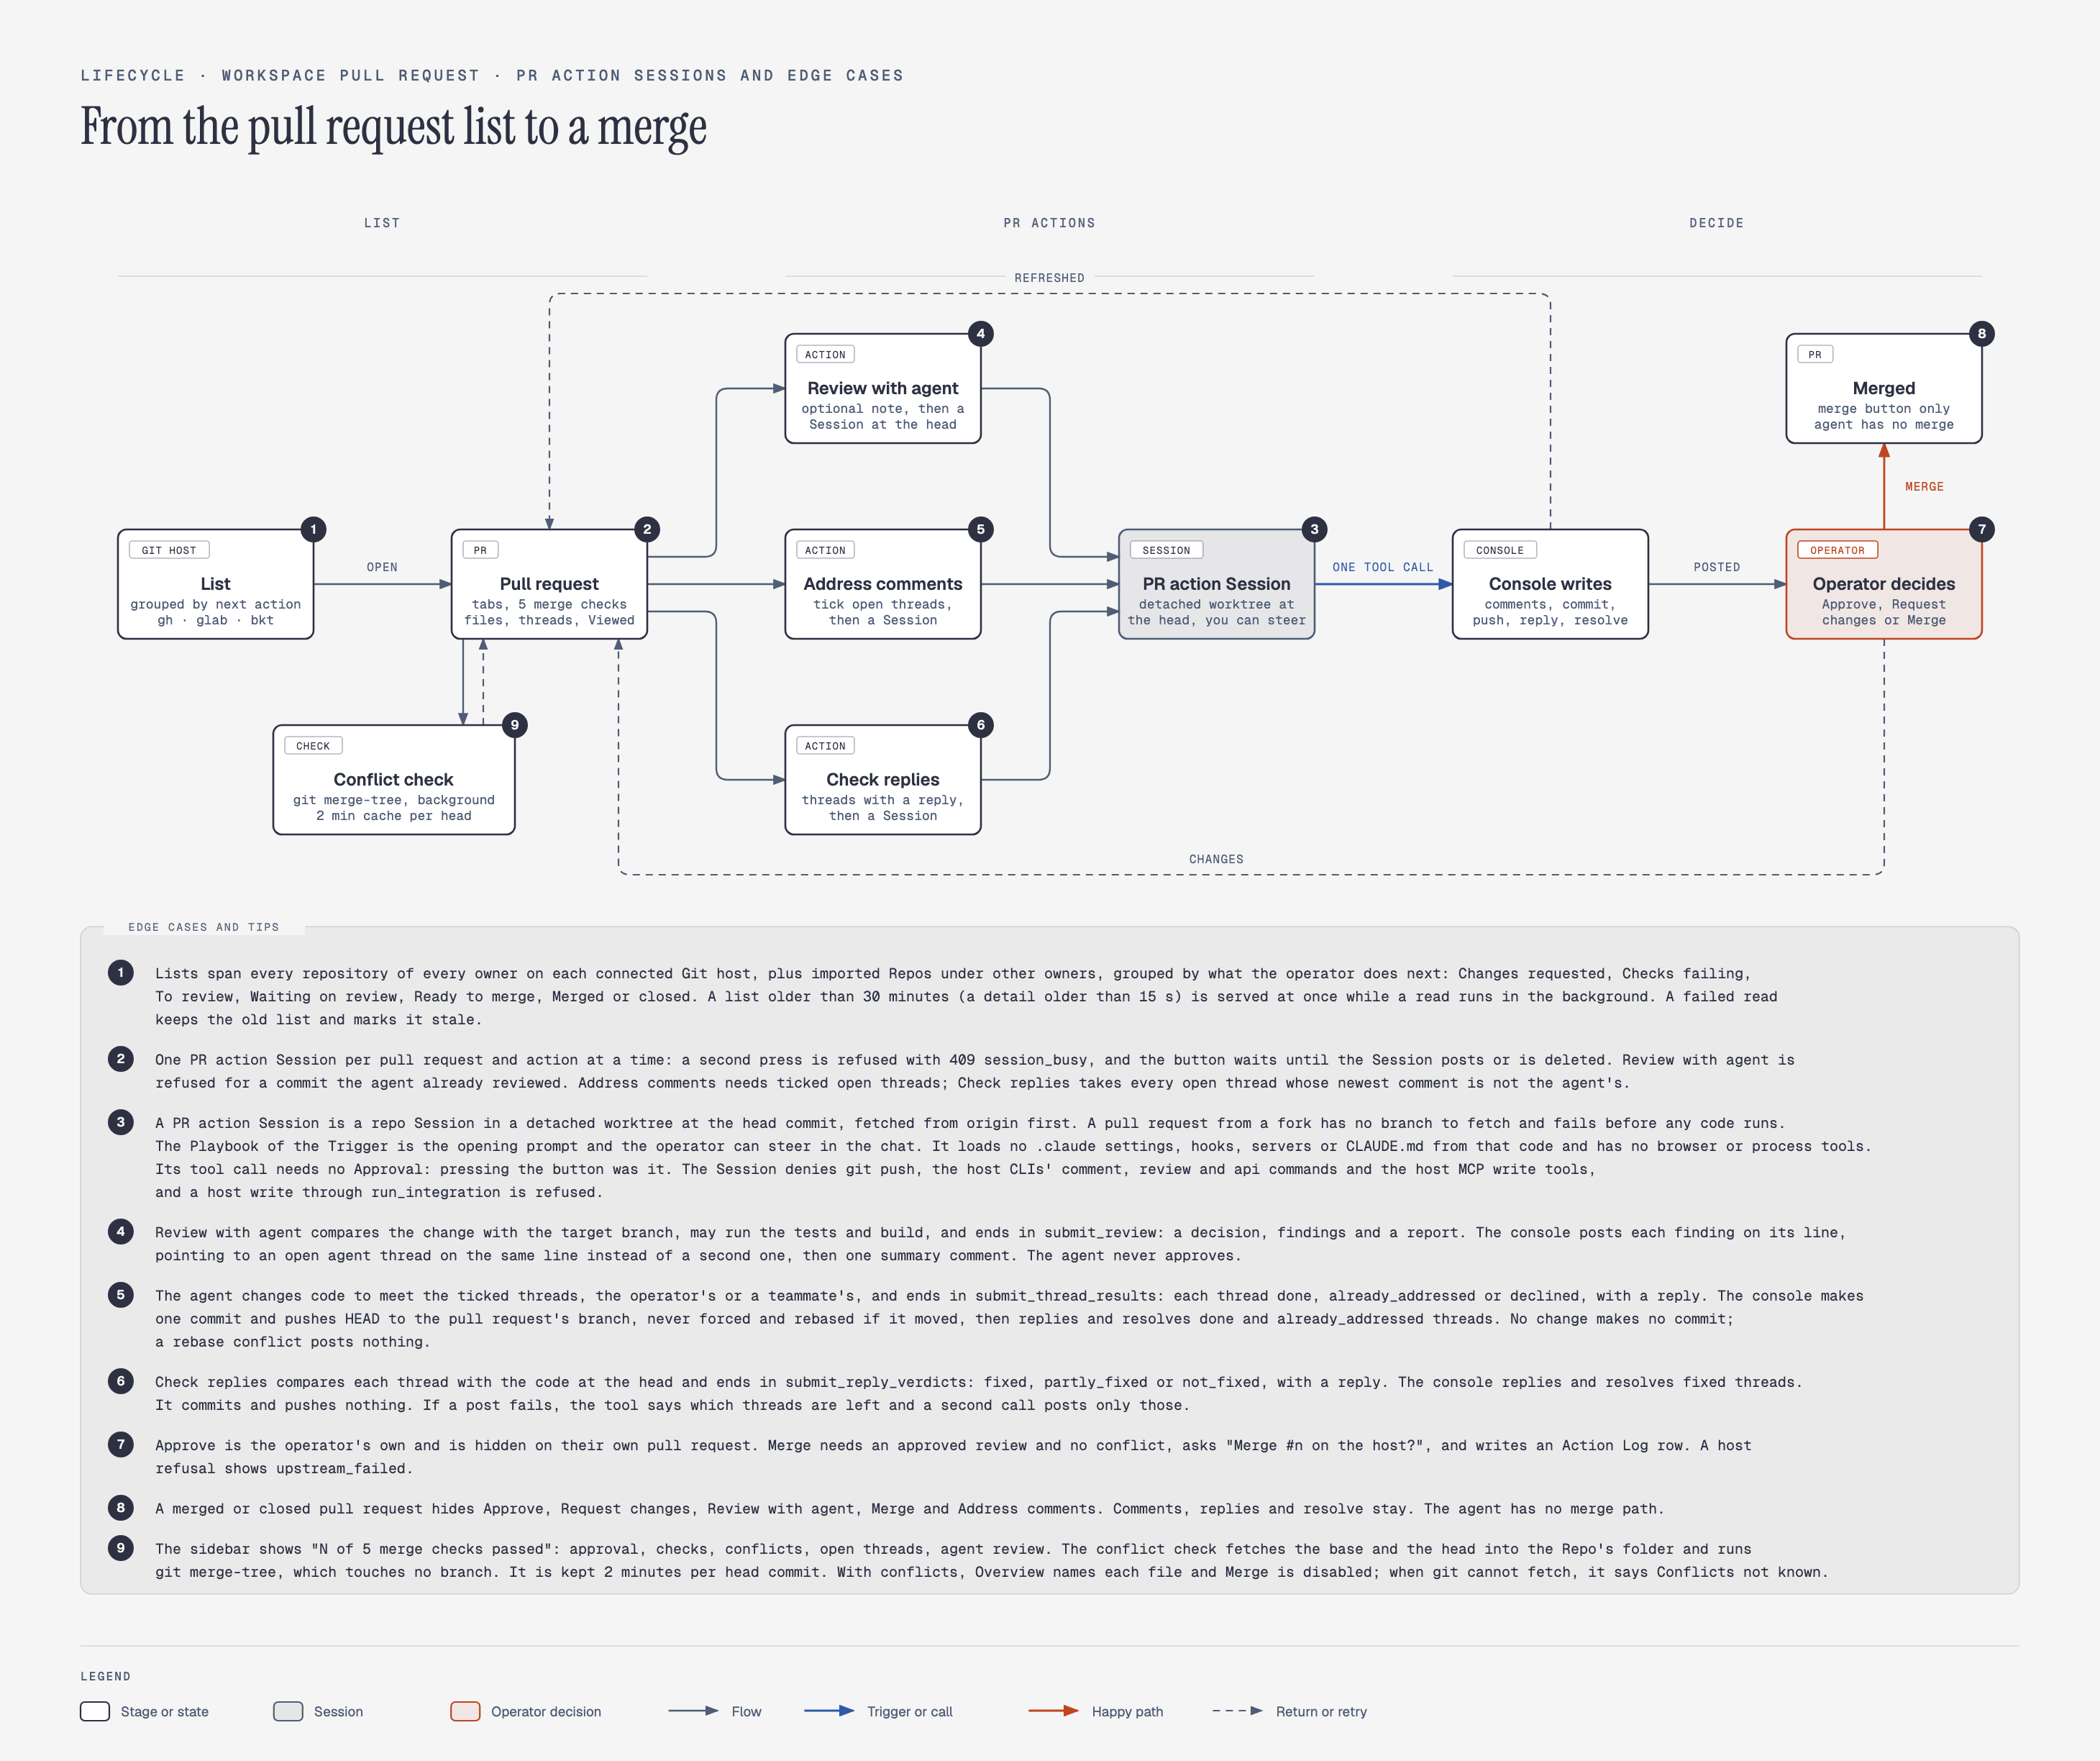 LIFECYCLE · WORKSPACE PULL REQUEST · PR ACTION SESSIONS AND EDGE CASES
From the pull request list to a merge
LIST
PR ACTIONS
DECIDE
REFRESHED
4
ACTION
Review with agent
optional note, then a
Session at the head
8
PR
Merged
merge button only
agent has no merge
MERGE
1
GIT HOST
List
grouped by next action
gh · glab · bkt
OPEN
2
PR
Pull request
tabs, 5 merge checks
files, threads, Viewed
5
ACTION
Address comments
tick open threads,
then a Session
3
SESSION
PR action Session
detached worktree at
the head, you can steer
ONE TOOL CALL
CONSOLE
Console writes
comments, commit,
push, reply, resolve
POSTED
7
OPERATOR
Operator decides
Approve, Request
changes or Merge
9
CHECK
Conflict check
git merge-tree, background
2 min cache per head
6
ACTION
Check replies
threads with a reply,
then a Session
CHANGES
EDGE CASES AND TIPS
1 Lists span every repository of every owner on each connected Git host, plus imported Repos under other owners, grouped by what the operator does next: Changes requested, Checks failing,
To review, Waiting on review, Ready to merge, Merged or closed. A list older than 30 minutes (a detail older than 15 s) is served at once while a read runs in the background. A failed read
keeps the old list and marks it stale.
2 One PR action Session per pull request and action at a time: a second press is refused with 409 session_busy, and the button waits until the Session posts or is deleted. Review with agent is
refused for a commit the agent already reviewed. Address comments needs ticked open threads; Check replies takes every open thread whose newest comment is not the agent's.
3 A PR action Session is a repo Session in a detached worktree at the head commit, fetched from origin first. A pull request from a fork has no branch to fetch and fails before any code runs.
The Playbook of the Trigger is the opening prompt and the operator can steer in the chat. It loads no .claude settings, hooks, servers or CLAUDE.md from that code and has no browser or process tools.
Its tool call needs no Approval: pressing the button was it. The Session denies git push, the host CLIs' comment, review and api commands and the host MCP write tools,
and a host write through run_integration is refused.
4 Review with agent compares the change with the target branch, may run the tests and build, and ends in submit_review: a decision, findings and a report. The console posts each finding on its line,
pointing to an open agent thread on the same line instead of a second one, then one summary comment. The agent never approves.
5 The agent changes code to meet the ticked threads, the operator's or a teammate's, and ends in submit_thread_results: each thread done, already_addressed or declined, with a reply. The console makes
one commit and pushes HEAD to the pull request's branch, never forced and rebased if it moved, then replies and resolves done and already_addressed threads. No change makes no commit;
a rebase conflict posts nothing.
6 Check replies compares each thread with the code at the head and ends in submit_reply_verdicts: fixed, partly_fixed or not_fixed, with a reply. The console replies and resolves fixed threads.
It commits and pushes nothing. If a post fails, the tool says which threads are left and a second call posts only those.
7 Approve is the operator's own and is hidden on their own pull request. Merge needs an approved review and no conflict, asks "Merge #n on the host?", and writes an Action Log row. A host
refusal shows upstream_failed.
8 A merged or closed pull request hides Approve, Request changes, Review with agent, Merge and Address comments. Comments, replies and resolve stay. The agent has no merge path.
9 The sidebar shows "N of 5 merge checks passed": approval, checks, conflicts, open threads, agent review. The conflict check fetches the base and the head into the Repo's folder and runs
git merge-tree, which touches no branch. It is kept 2 minutes per head commit. With conflicts, Overview names each file and Merge is disabled; when git cannot fetch, it says Conflicts not known.
LEGEND
Stage or state
Session
Operator decision
Flow
Trigger or call
Happy path
Return or retry